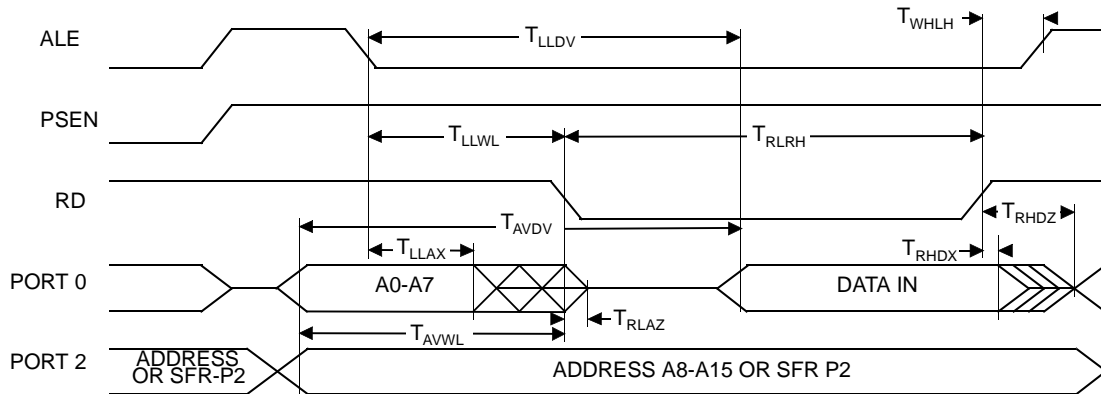 ALE
T_LLDV
T_WHLH
PSEN
T_LLWL
T_RLRH
RD
T_AVDV
T_RHDZ
T_LLAX
T_RHDX
PORT 0
A0-A7
DATA IN
T_RLAZ
T_AVWL
PORT 2
ADDRESS
OR SFR-P2
ADDRESS A8-A15 OR SFR P2